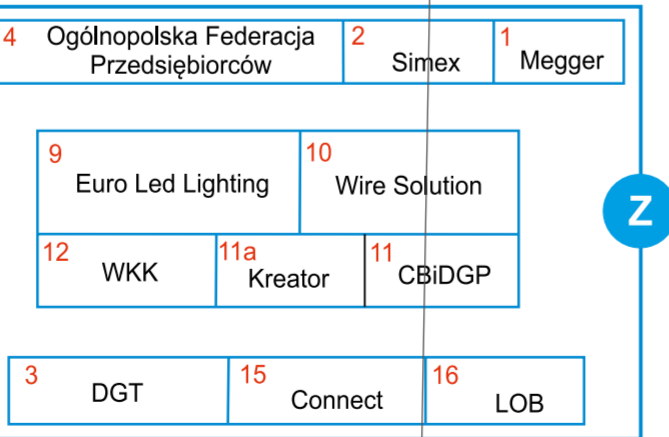 4 Ogólnopolska Federacja
Przedsiębiorców
2 Simex
1 Megger
9 Euro Led Lighting
10 Wire Solution
Z
12 WKK
11a Kreator
11 CBiDGP
3 DGT
15 Connect
16 LOB